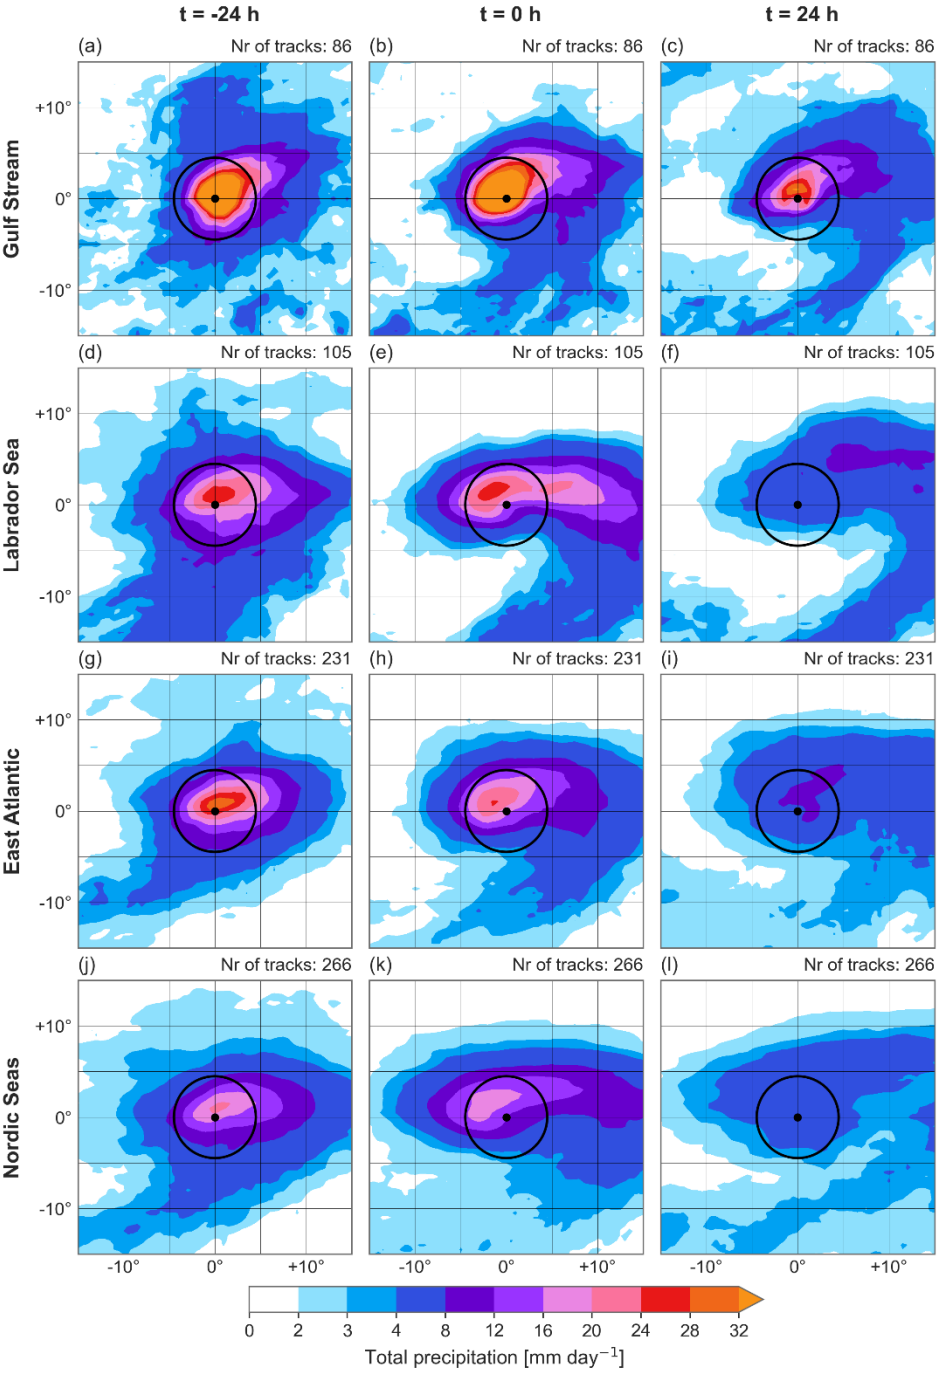 t = -24 h t = 0 h t = 24 h
(a) Nr of tracks: 86 (b) Nr of tracks: 86 (c) Nr of tracks: 86
+10°
0°
-10°
Gulf Stream
(d) Nr of tracks: 105 (e) Nr of tracks: 105 (f) Nr of tracks: 105
+10°
0°
-10°
Labrador Sea
(g) Nr of tracks: 231 (h) Nr of tracks: 231 (i) Nr of tracks: 231
+10°
0°
-10°
East Atlantic
(j) Nr of tracks: 266 (k) Nr of tracks: 266 (l) Nr of tracks: 266
+10°
0°
-10°
Nordic Seas
-10° 0° +10° -10° 0° +10° -10° 0° +10°
0 2 3 4 8 12 16 20 24 28 32
Total precipitation [mm day⁻¹]